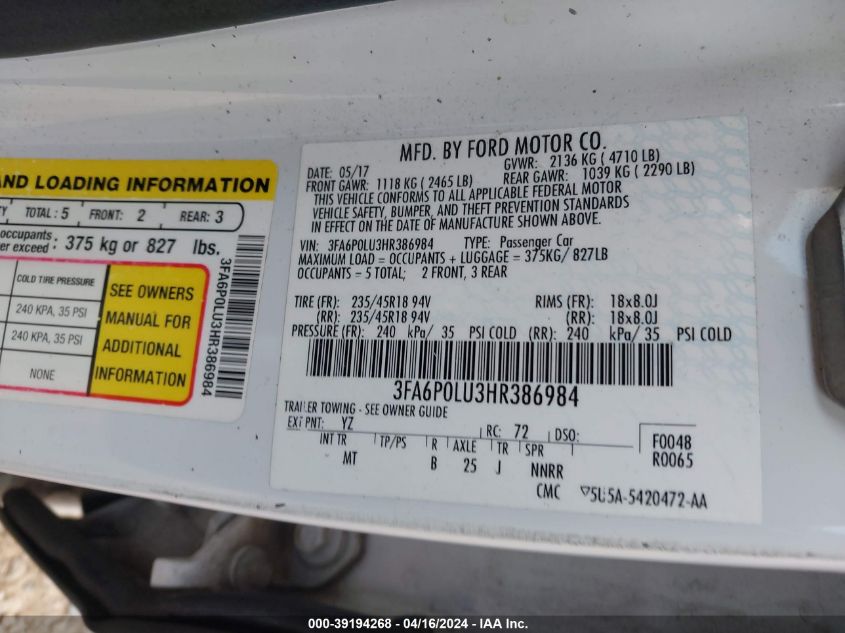 AND LOADING INFORMATION
TOTAL: 5 FRONT: 2 REAR: 3
occupants
er exceed : 375 kg or 827 lbs.
COLD TIRE PRESSURE
240 KPA, 35 PSI
240 KPA, 35 PSI
NONE
SEE OWNERS
MANUAL FOR
ADDITIONAL
INFORMATION
3FA6P0LU3HR386984
MFD. BY FORD MOTOR CO.
DATE: 05/17 GVWR: 2136 KG ( 4710 LB)
FRONT GAWR: 1118 KG ( 2465 LB) REAR GAWR: 1039 KG ( 2290 LB)
THIS VEHICLE CONFORMS TO ALL APPLICABLE FEDERAL MOTOR
VEHICLE SAFETY, BUMPER, AND THEFT PREVENTION STANDARDS
IN EFFECT ON THE DATE OF MANUFACTURE SHOWN ABOVE.
VIN: 3FA6P0LU3HR386984 TYPE: Passenger Car
MAXIMUM LOAD = OCCUPANTS + LUGGAGE = 375KG/ 827LB
OCCUPANTS = 5 TOTAL; 2 FRONT, 3 REAR
TIRE (FR): 235/45R18 94V RIMS (FR): 18x8.0J
(RR): 235/45R18 94V (RR): 18x8.0J
PRESSURE (FR): 240 kPa/ 35 PSI COLD (RR): 240 kPa/ 35 PSI COLD
3FA6P0LU3HR386984
TRAILER TOWING - SEE OWNER GUIDE
EXT PNT: YZ RC: 72 DSO:
INT TR TP/PS R AXLE TR SPR
MT B 25 J NNRR
F0048
R0065
CMC ▽5U5A-5420472-AA
000-39194268 - 04/16/2024 - IAA Inc.